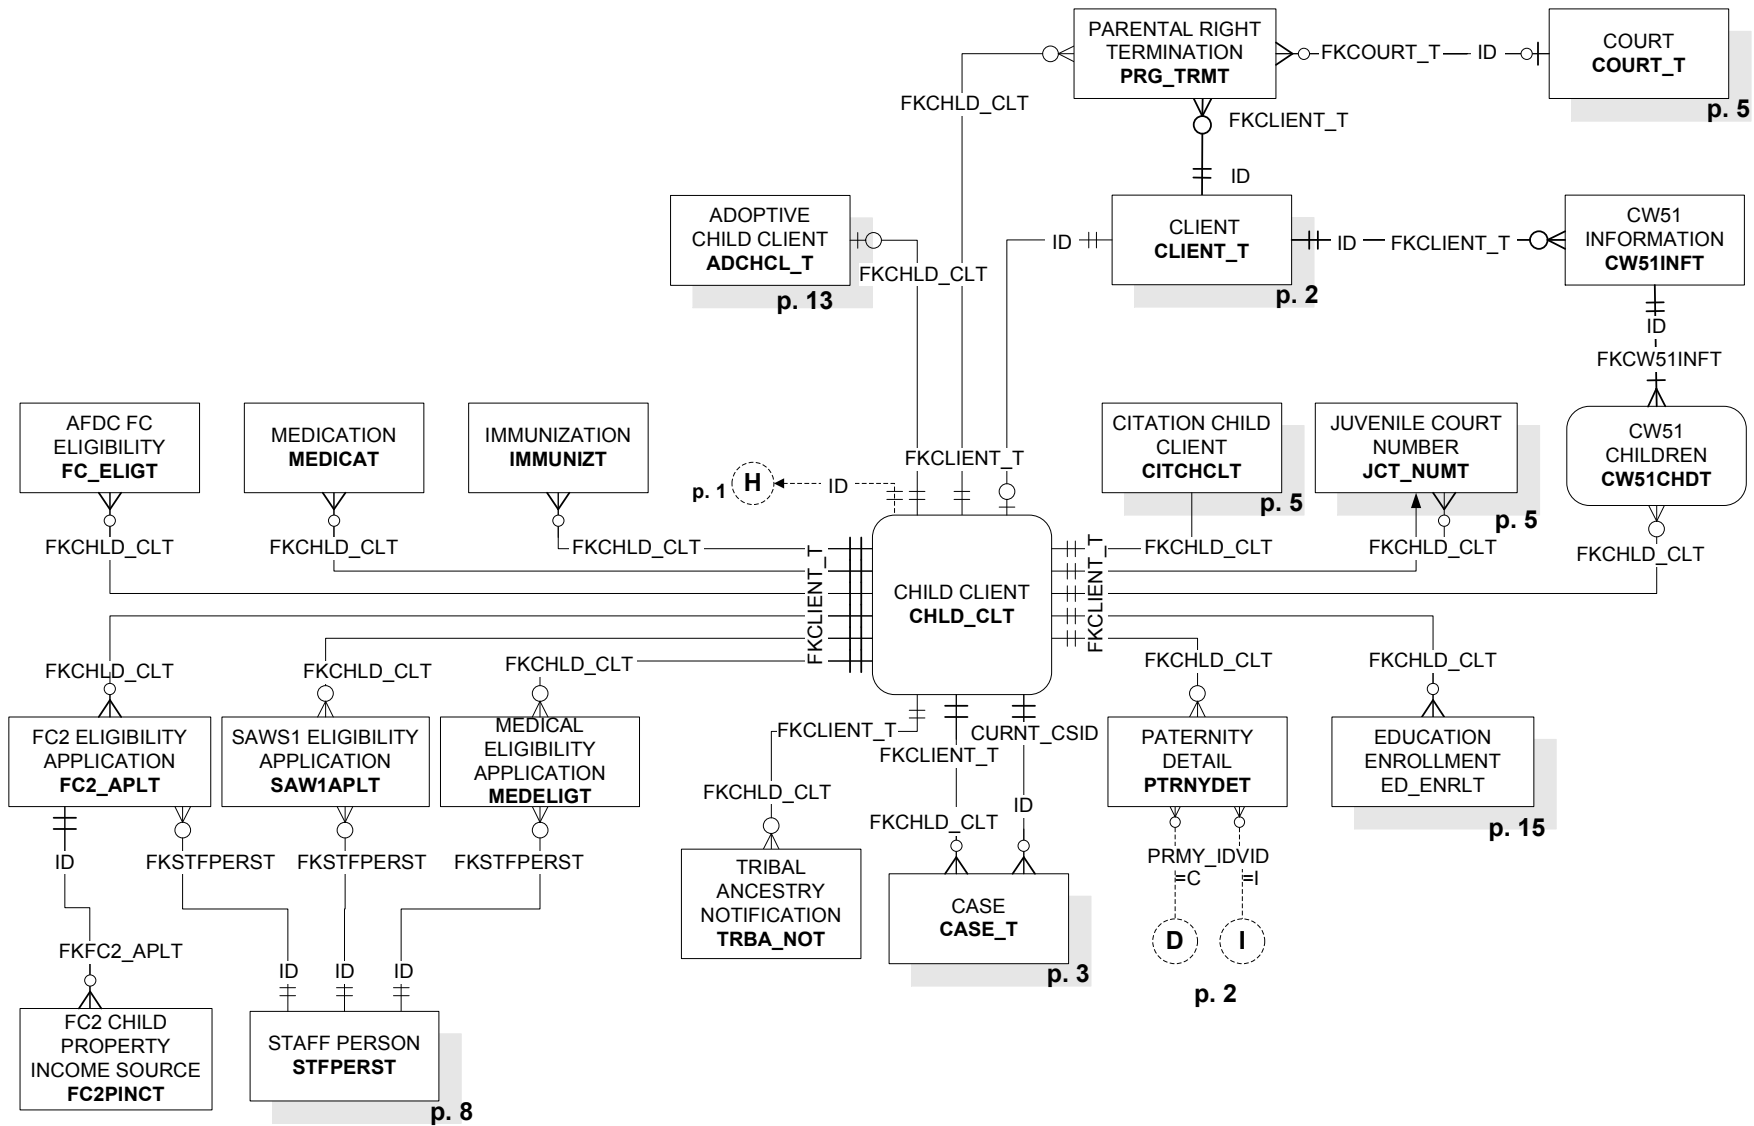 PARENTAL RIGHT
TERMINATION
PRG_TRMT
FKCOURT_T
ID
COURT
COURT_T
p. 5
FKCHLD_CLT
FKCLIENT_T
ID
ADOPTIVE
CHILD CLIENT
ADCHCL_T
p. 13
FKCHLD_CLT
ID
CLIENT
CLIENT_T
p. 2
ID
FKCLIENT_T
CW51
INFORMATION
CW51INFT
ID
FKCW51INFT
AFDC FC
ELIGIBILITY
FC_ELIGT
MEDICATION
MEDICAT
IMMUNIZATION
IMMUNIZT
FKCLIENT_T
p. 1
H
ID
CITATION CHILD
CLIENT
CITCHCLT
p. 5
JUVENILE COURT
NUMBER
JCT_NUMT
p. 5
CW51
CHILDREN
CW51CHDT
FKCHLD_CLT
FKCHLD_CLT
FKCHLD_CLT
FKCLIENT_T
CHILD CLIENT
CHLD_CLT
FKCLIENT_T
FKCHLD_CLT
FKCHLD_CLT
FKCHLD_CLT
FKCHLD_CLT
FKCHLD_CLT
FKCHLD_CLT
FKCHLD_CLT
FKCHLD_CLT
FC2 ELIGIBILITY
APPLICATION
FC2_APLT
SAWS1 ELIGIBILITY
APPLICATION
SAW1APLT
MEDICAL
ELIGIBILITY
APPLICATION
MEDELIGT
FKCLIENT_T
FKCLIENT_T
CURNT_CSID
PATERNITY
DETAIL
PTRNYDET
EDUCATION
ENROLLMENT
ED_ENRLT
p. 15
FKCHLD_CLT
FKCHLD_CLT
ID
ID
FKSTFPERST
FKSTFPERST
FKSTFPERST
TRIBAL
ANCESTRY
NOTIFICATION
TRBA_NOT
CASE
CASE_T
p. 3
PRMY_IDVID
=C
=I
D
I
p. 2
FKFC2_APLT
ID
ID
ID
FC2 CHILD
PROPERTY
INCOME SOURCE
FC2PINCT
STAFF PERSON
STFPERST
p. 8